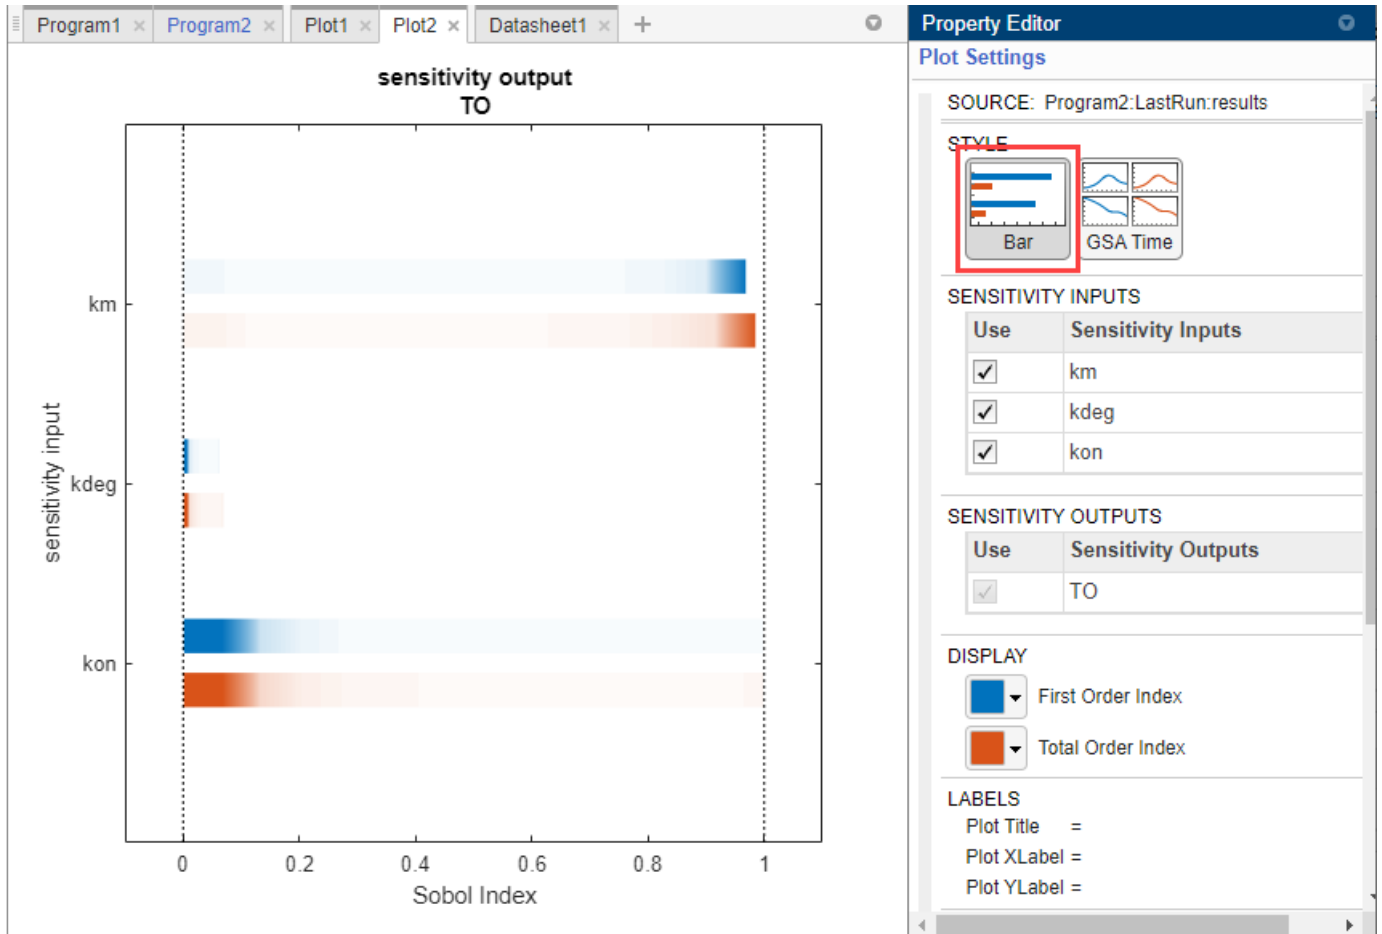 Program1 × Program2 × Plot1 × Plot2 × Datasheet1 × +
sensitivity output
TO
km
kdeg
kon
sensitivity input
0 0.2 0.4 0.6 0.8 1
Sobol Index
Property Editor
Plot Settings
SOURCE: Program2:LastRun:results
STYLE
Bar GSA Time
SENSITIVITY INPUTS
Use Sensitivity Inputs
km
kdeg
kon
SENSITIVITY OUTPUTS
Use Sensitivity Outputs
TO
DISPLAY
First Order Index
Total Order Index
LABELS
Plot Title =
Plot XLabel =
Plot YLabel =